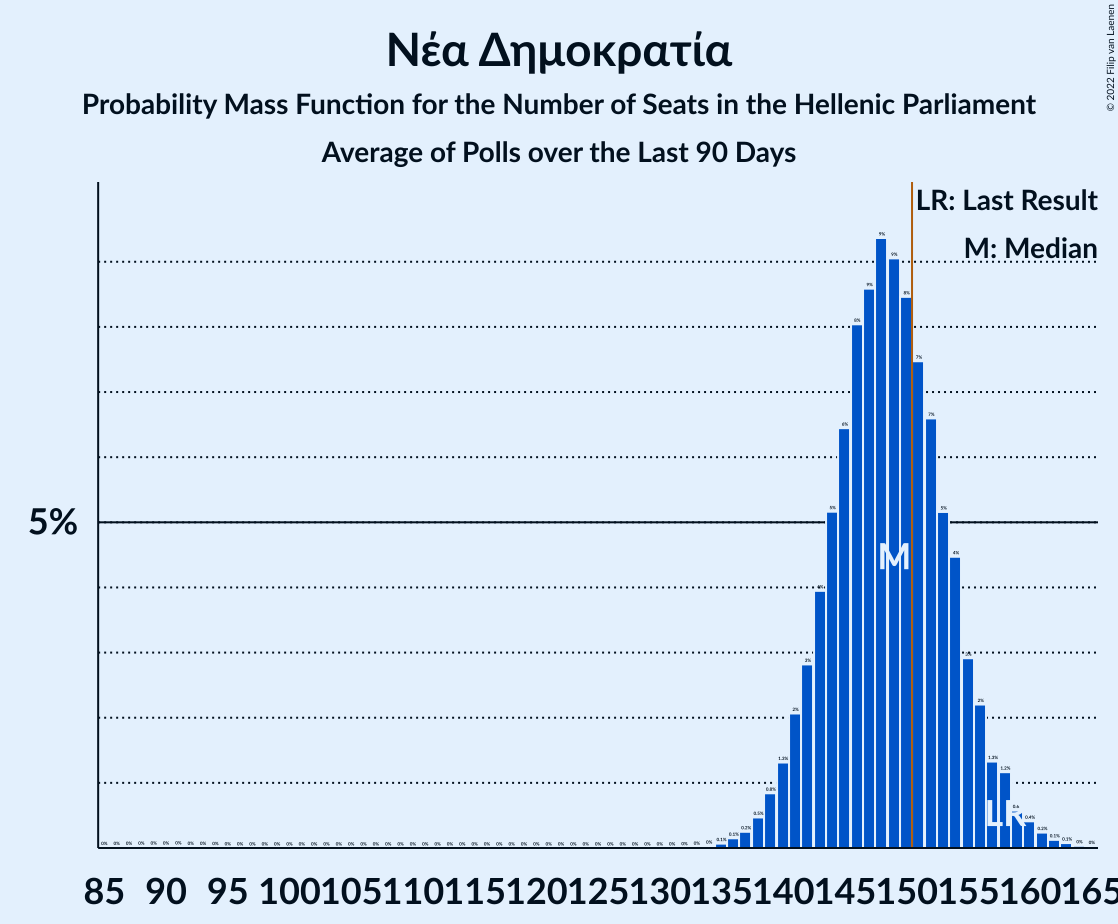 Νέα Δημοκρατία
Probability Mass Function for the Number of Seats in the Hellenic Parliament
Average of Polls over the Last 90 Days
© 2022 Filip van Laenen
LR: Last Result
M: Median
5%
M
LR
85 90 95 100 105 110 115 120 125 130 135 140 145 150 155 160 165